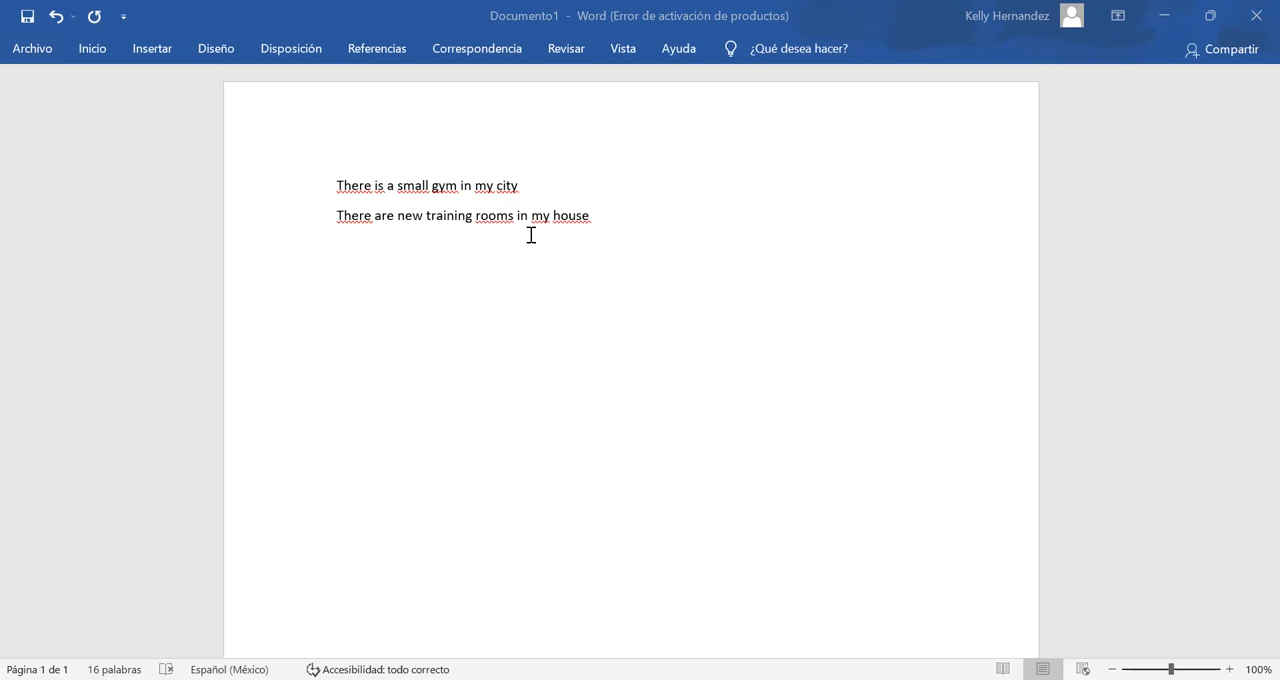 Documento1 - Word (Error de activación de productos)
Kelly Hernandez
Archivo Inicio Insertar Diseño Disposición Referencias Correspondencia Revisar Vista Ayuda ¿Qué desea hacer? Compartir
There is a small gym in my city
There are new training rooms in my house
Página 1 de 1 16 palabras Español (México) Accesibilidad: todo correcto 100%